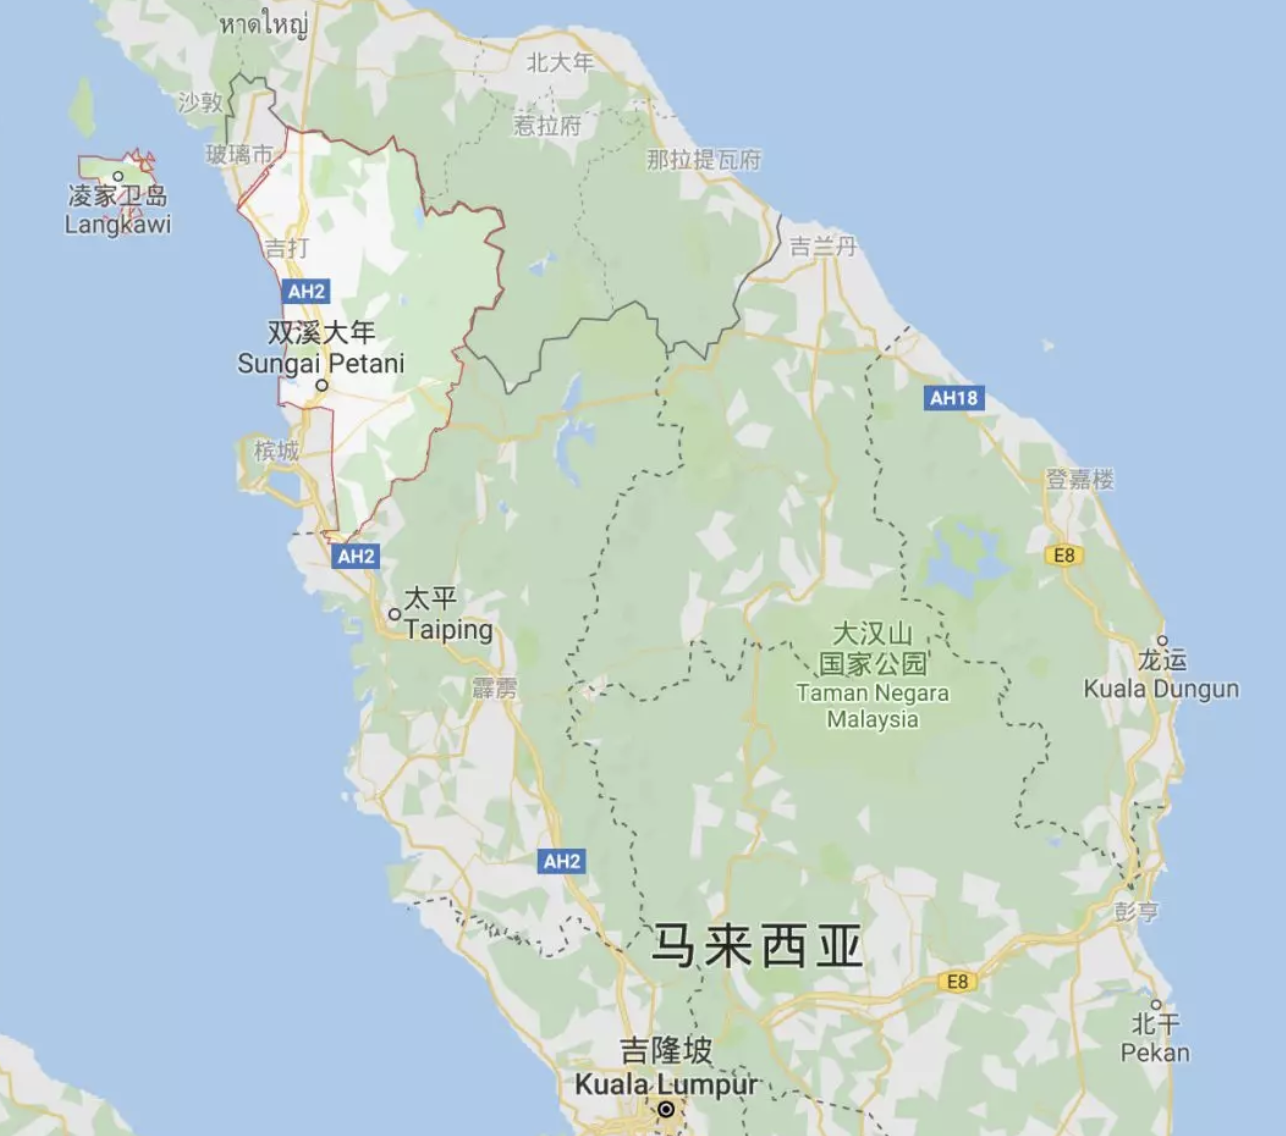 หาดใหญ่
北大年
沙敦
惹拉府
玻璃市
那拉提瓦府
凌家卫岛
Langkawi
吉打
吉兰丹
AH2
双溪大年
Sungai Petani
AH18
槟城
登嘉楼
AH2
E8
太平
Taiping
大汉山
国家公园
Taman Negara
Malaysia
龙运
Kuala Dungun
霹雳
AH2
彭亨
马来西亚
E8
北干
Pekan
吉隆坡
Kuala Lumpur